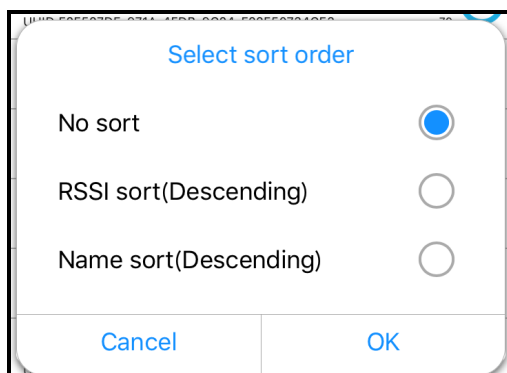 Select sort order
No sort
RSSI sort(Descending)
Name sort(Descending)
Cancel
OK